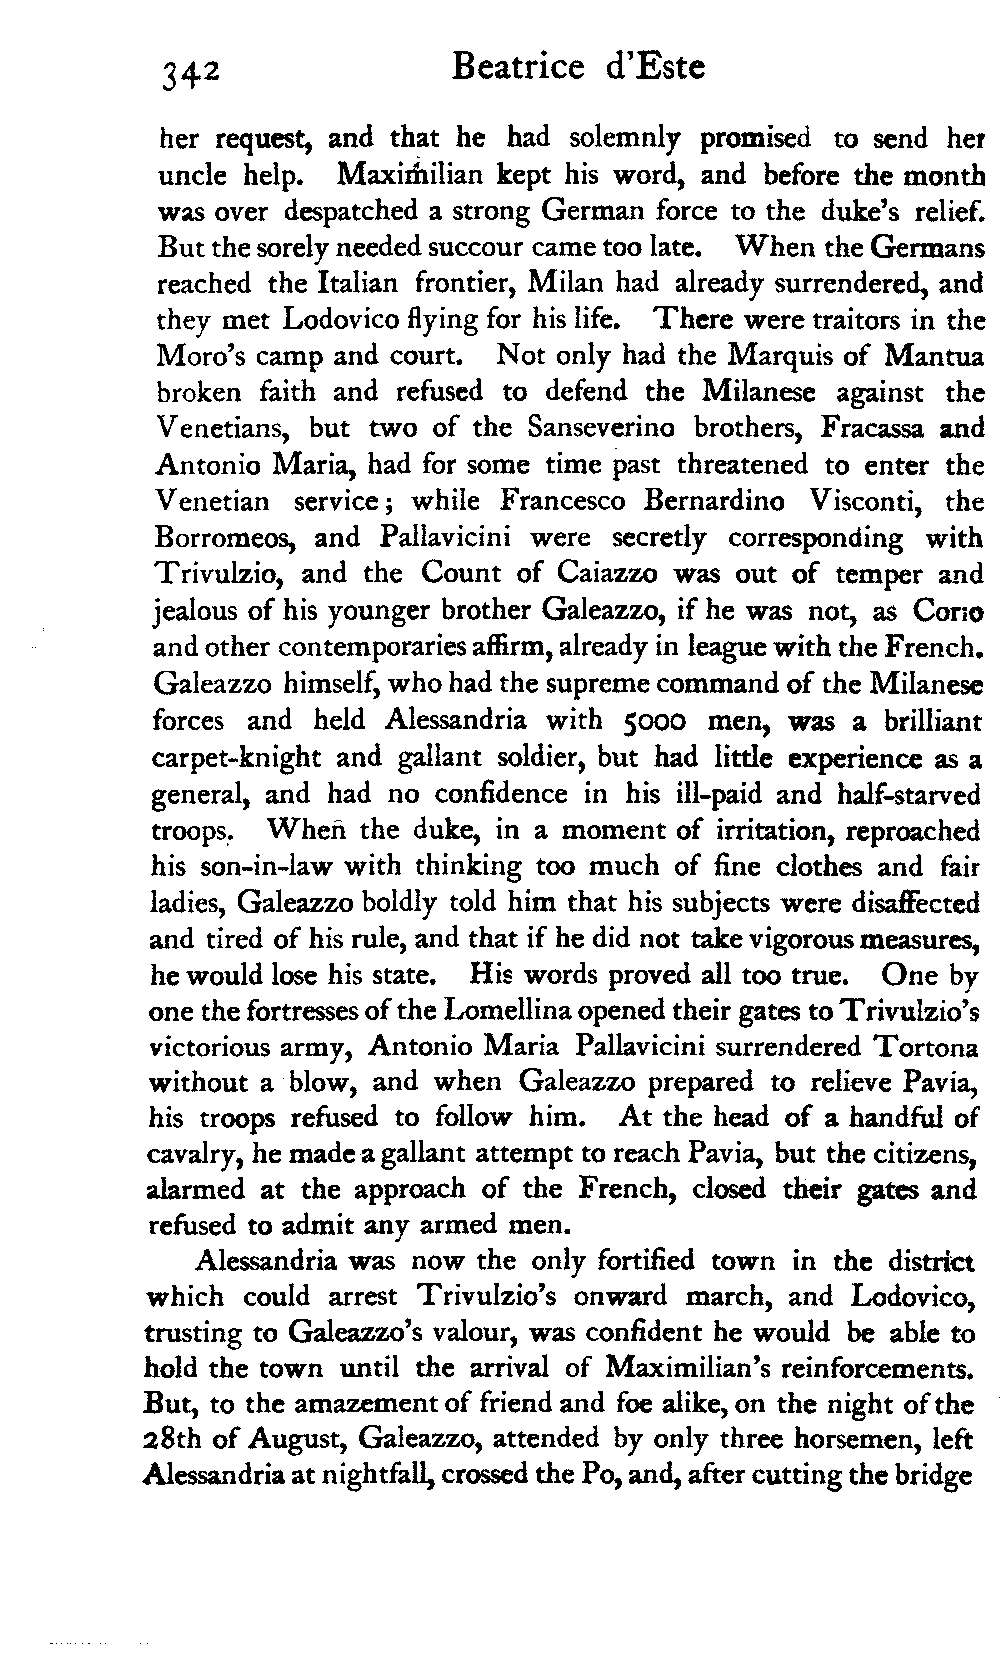 342 Beatrice d'Este
her request, and that he had solemnly promised to send her
uncle help. Maximilian kept his word, and before the month
was over despatched a strong German force to the duke's relief.
But the sorely needed succour came too late. When the Germans
reached the Italian frontier, Milan had already surrendered, and
they met Lodovico flying for his life. There were traitors in the
Moro's camp and court. Not only had the Marquis of Mantua
broken faith and refused to defend the Milanese against the
Venetians, but two of the Sanseverino brothers, Fracassa and
Antonio Maria, had for some time past threatened to enter the
Venetian service; while Francesco Bernardino Visconti, the
Borromeos, and Pallavicini were secretly corresponding with
Trivulzio, and the Count of Caiazzo was out of temper and
jealous of his younger brother Galeazzo, if he was not, as Corio
and other contemporaries affirm, already in league with the French.
Galeazzo himself, who had the supreme command of the Milanese
forces and held Alessandria with 5000 men, was a brilliant
carpet-knight and gallant soldier, but had little experience as a
general, and had no confidence in his ill-paid and half-starved
troops. When the duke, in a moment of irritation, reproached
his son-in-law with thinking too much of fine clothes and fair
ladies, Galeazzo boldly told him that his subjects were disaffected
and tired of his rule, and that if he did not take vigorous measures,
he would lose his state. His words proved all too true. One by
one the fortresses of the Lomellina opened their gates to Trivulzio's
victorious army, Antonio Maria Pallavicini surrendered Tortona
without a blow, and when Galeazzo prepared to relieve Pavia,
his troops refused to follow him. At the head of a handful of
cavalry, he made a gallant attempt to reach Pavia, but the citizens,
alarmed at the approach of the French, closed their gates and
refused to admit any armed men.
Alessandria was now the only fortified town in the district
which could arrest Trivulzio's onward march, and Lodovico,
trusting to Galeazzo's valour, was confident he would be able to
hold the town until the arrival of Maximilian's reinforcements.
But, to the amazement of friend and foe alike, on the night of the
28th of August, Galeazzo, attended by only three horsemen, left
Alessandria at nightfall, crossed the Po, and, after cutting the bridge